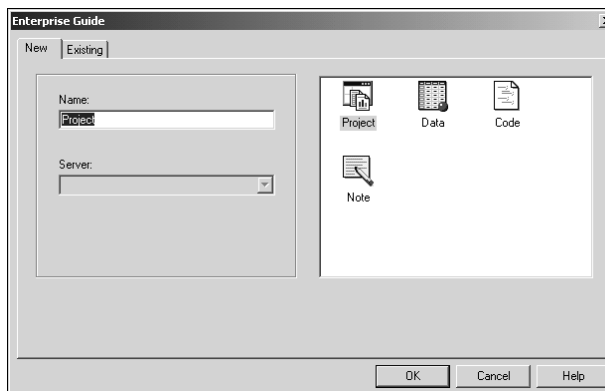 Enterprise Guide
New Existing
Name:
Project
Server:
Project Data Code
Note
OK Cancel Help